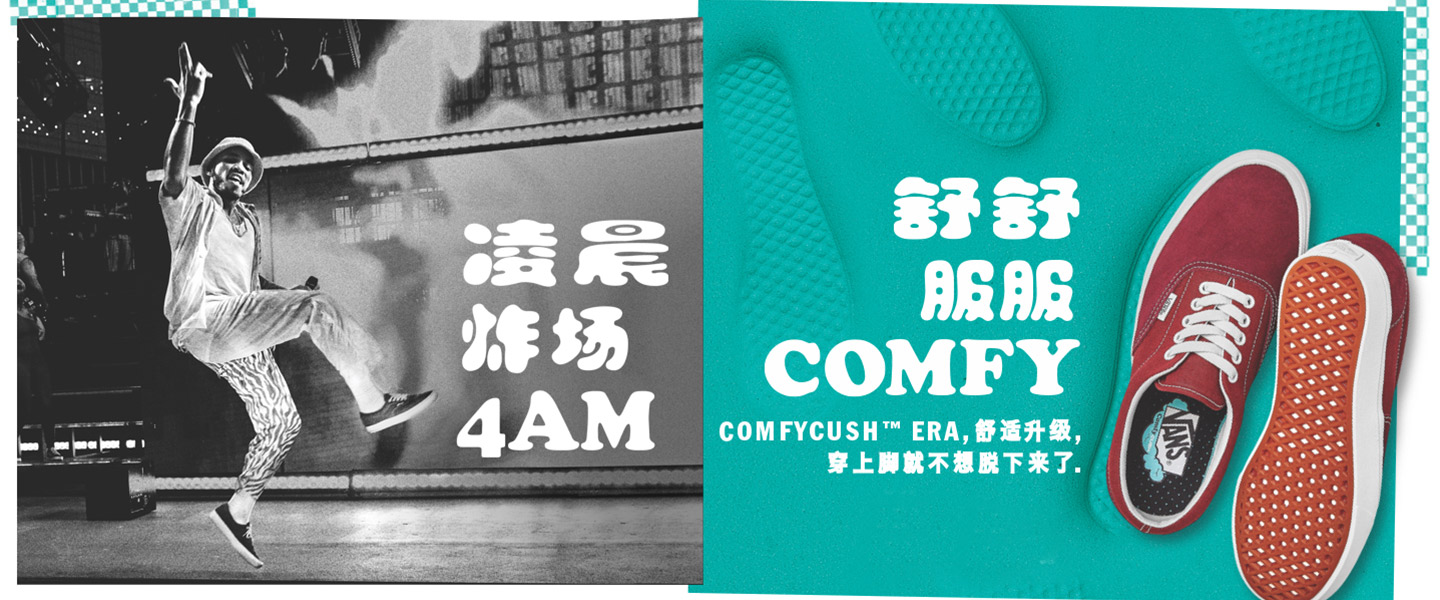 凌晨
炸场
4AM
舒舒
服服
COMFY
COMFYCUSH™ ERA, 舒适升级,
穿上脚就不想脱下来了.
VANS